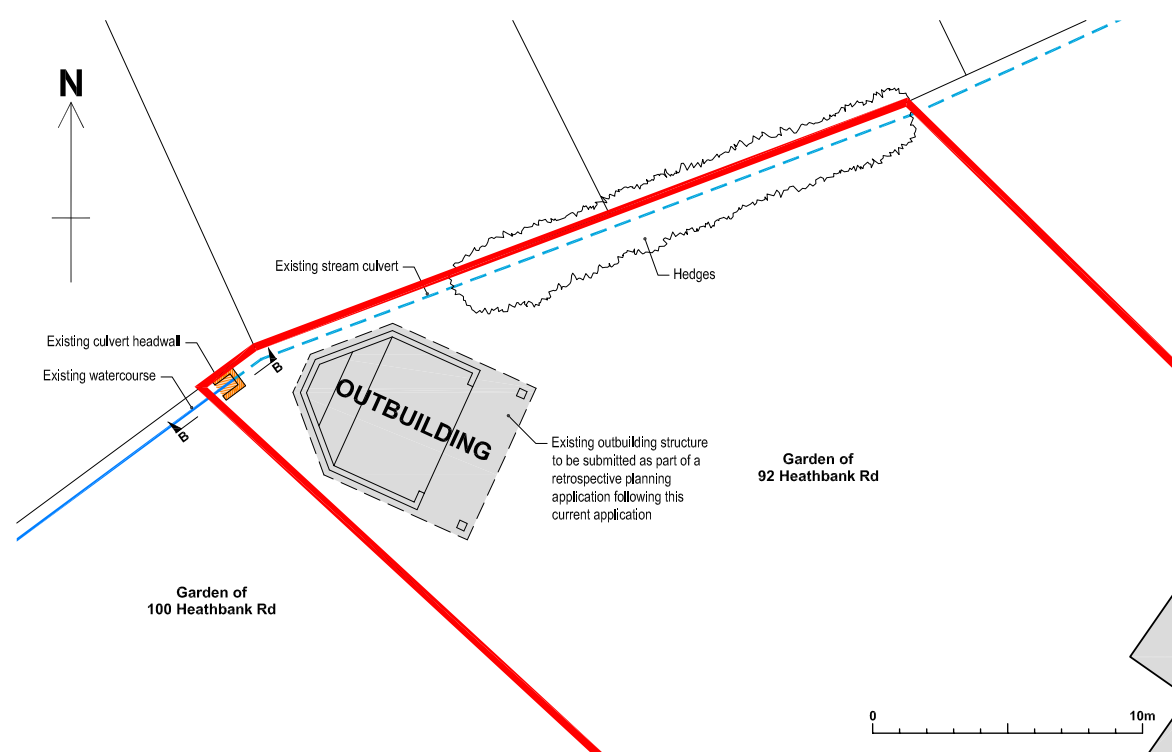 N
Existing stream culvert
Hedges
Existing culvert headwall
Existing watercourse
B
B
OUTBUILDING
Existing outbuilding structure
to be submitted as part of a
retrospective planning
application following this
current application
Garden of
92 Heathbank Rd
Garden of
100 Heathbank Rd
0
10m